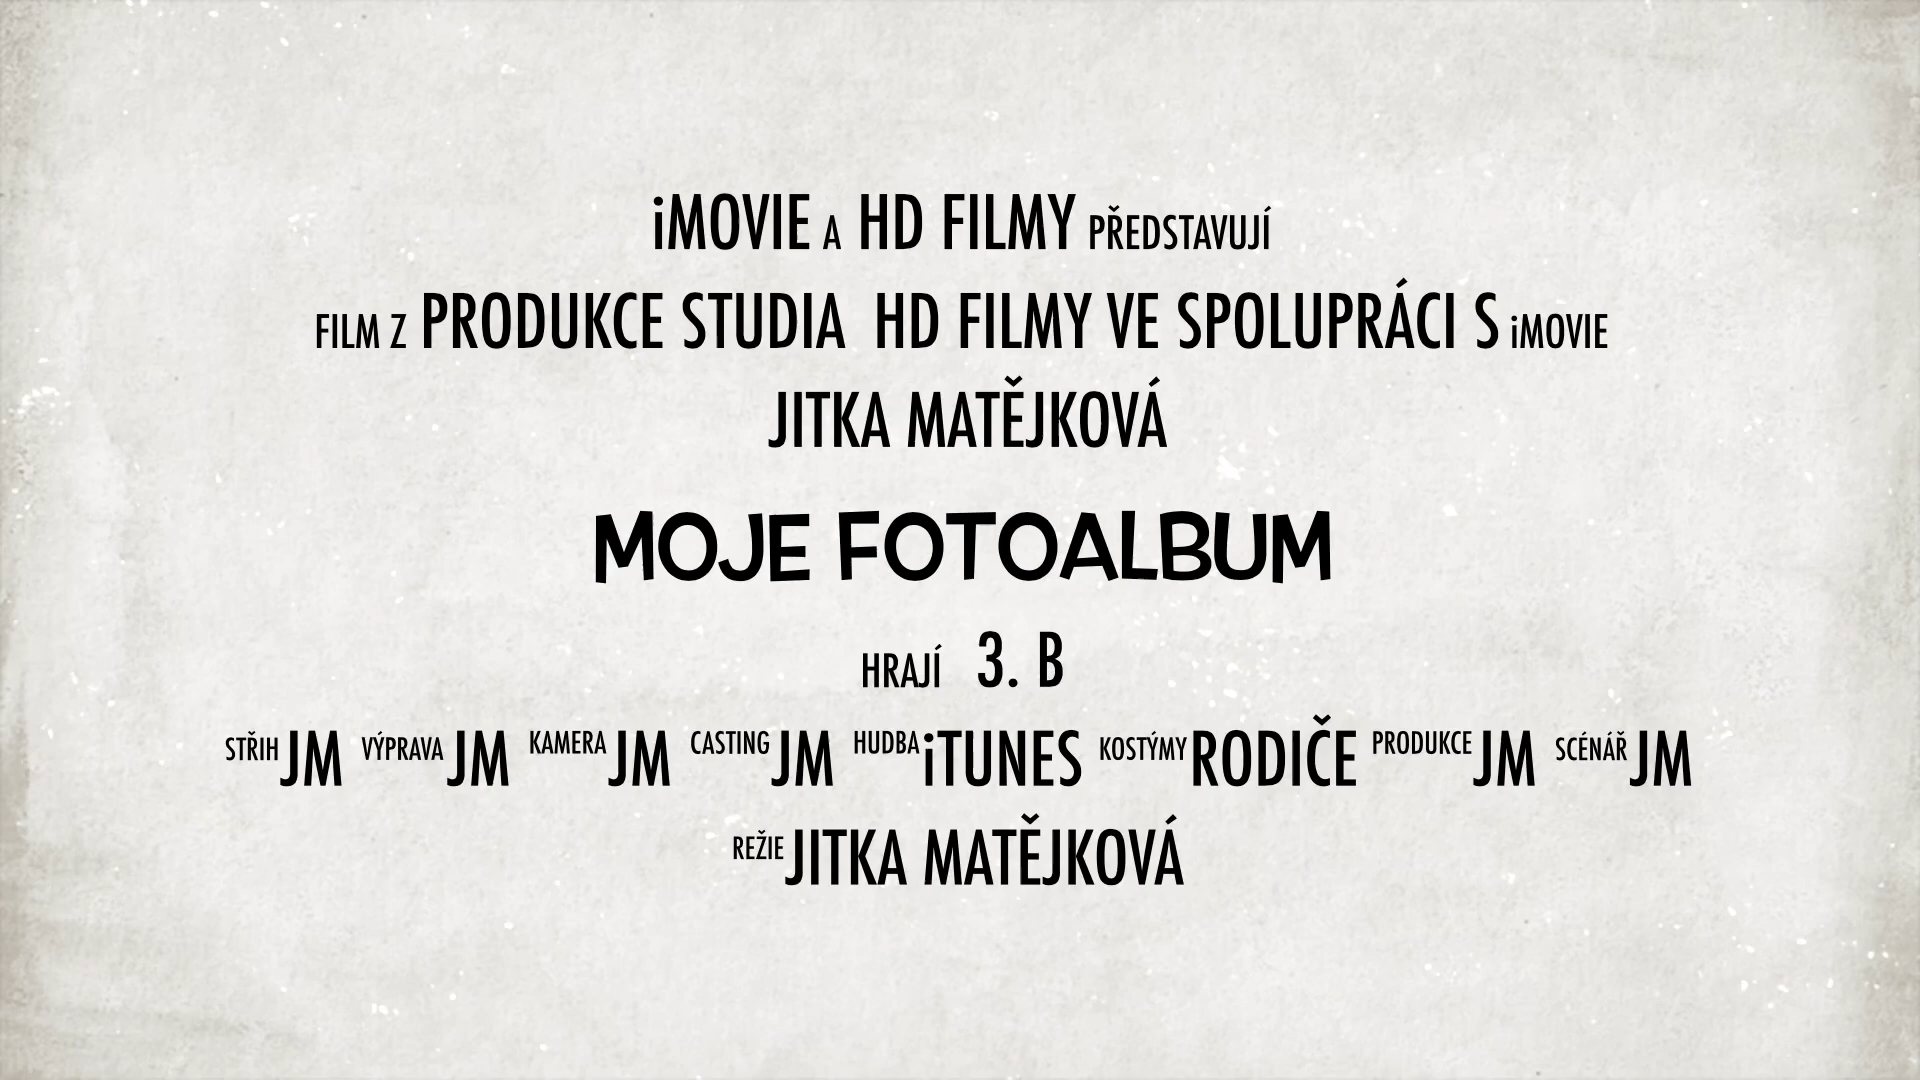 iMOVIE A HD FILMY PŘEDSTAVUJÍ
FILM Z PRODUKCE STUDIA HD FILMY VE SPOLUPRÁCI S iMOVIE
JITKA MATĚJKOVÁ
MOJE FOTOALBUM
HRAJÍ 3. B
STŘIH JM VÝPRAVA JM KAMERA JM CASTING JM HUDBA iTUNES KOSTÝMY RODIČE PRODUKCE JM SCÉNÁŘ JM
REŽIE JITKA MATĚJKOVÁ